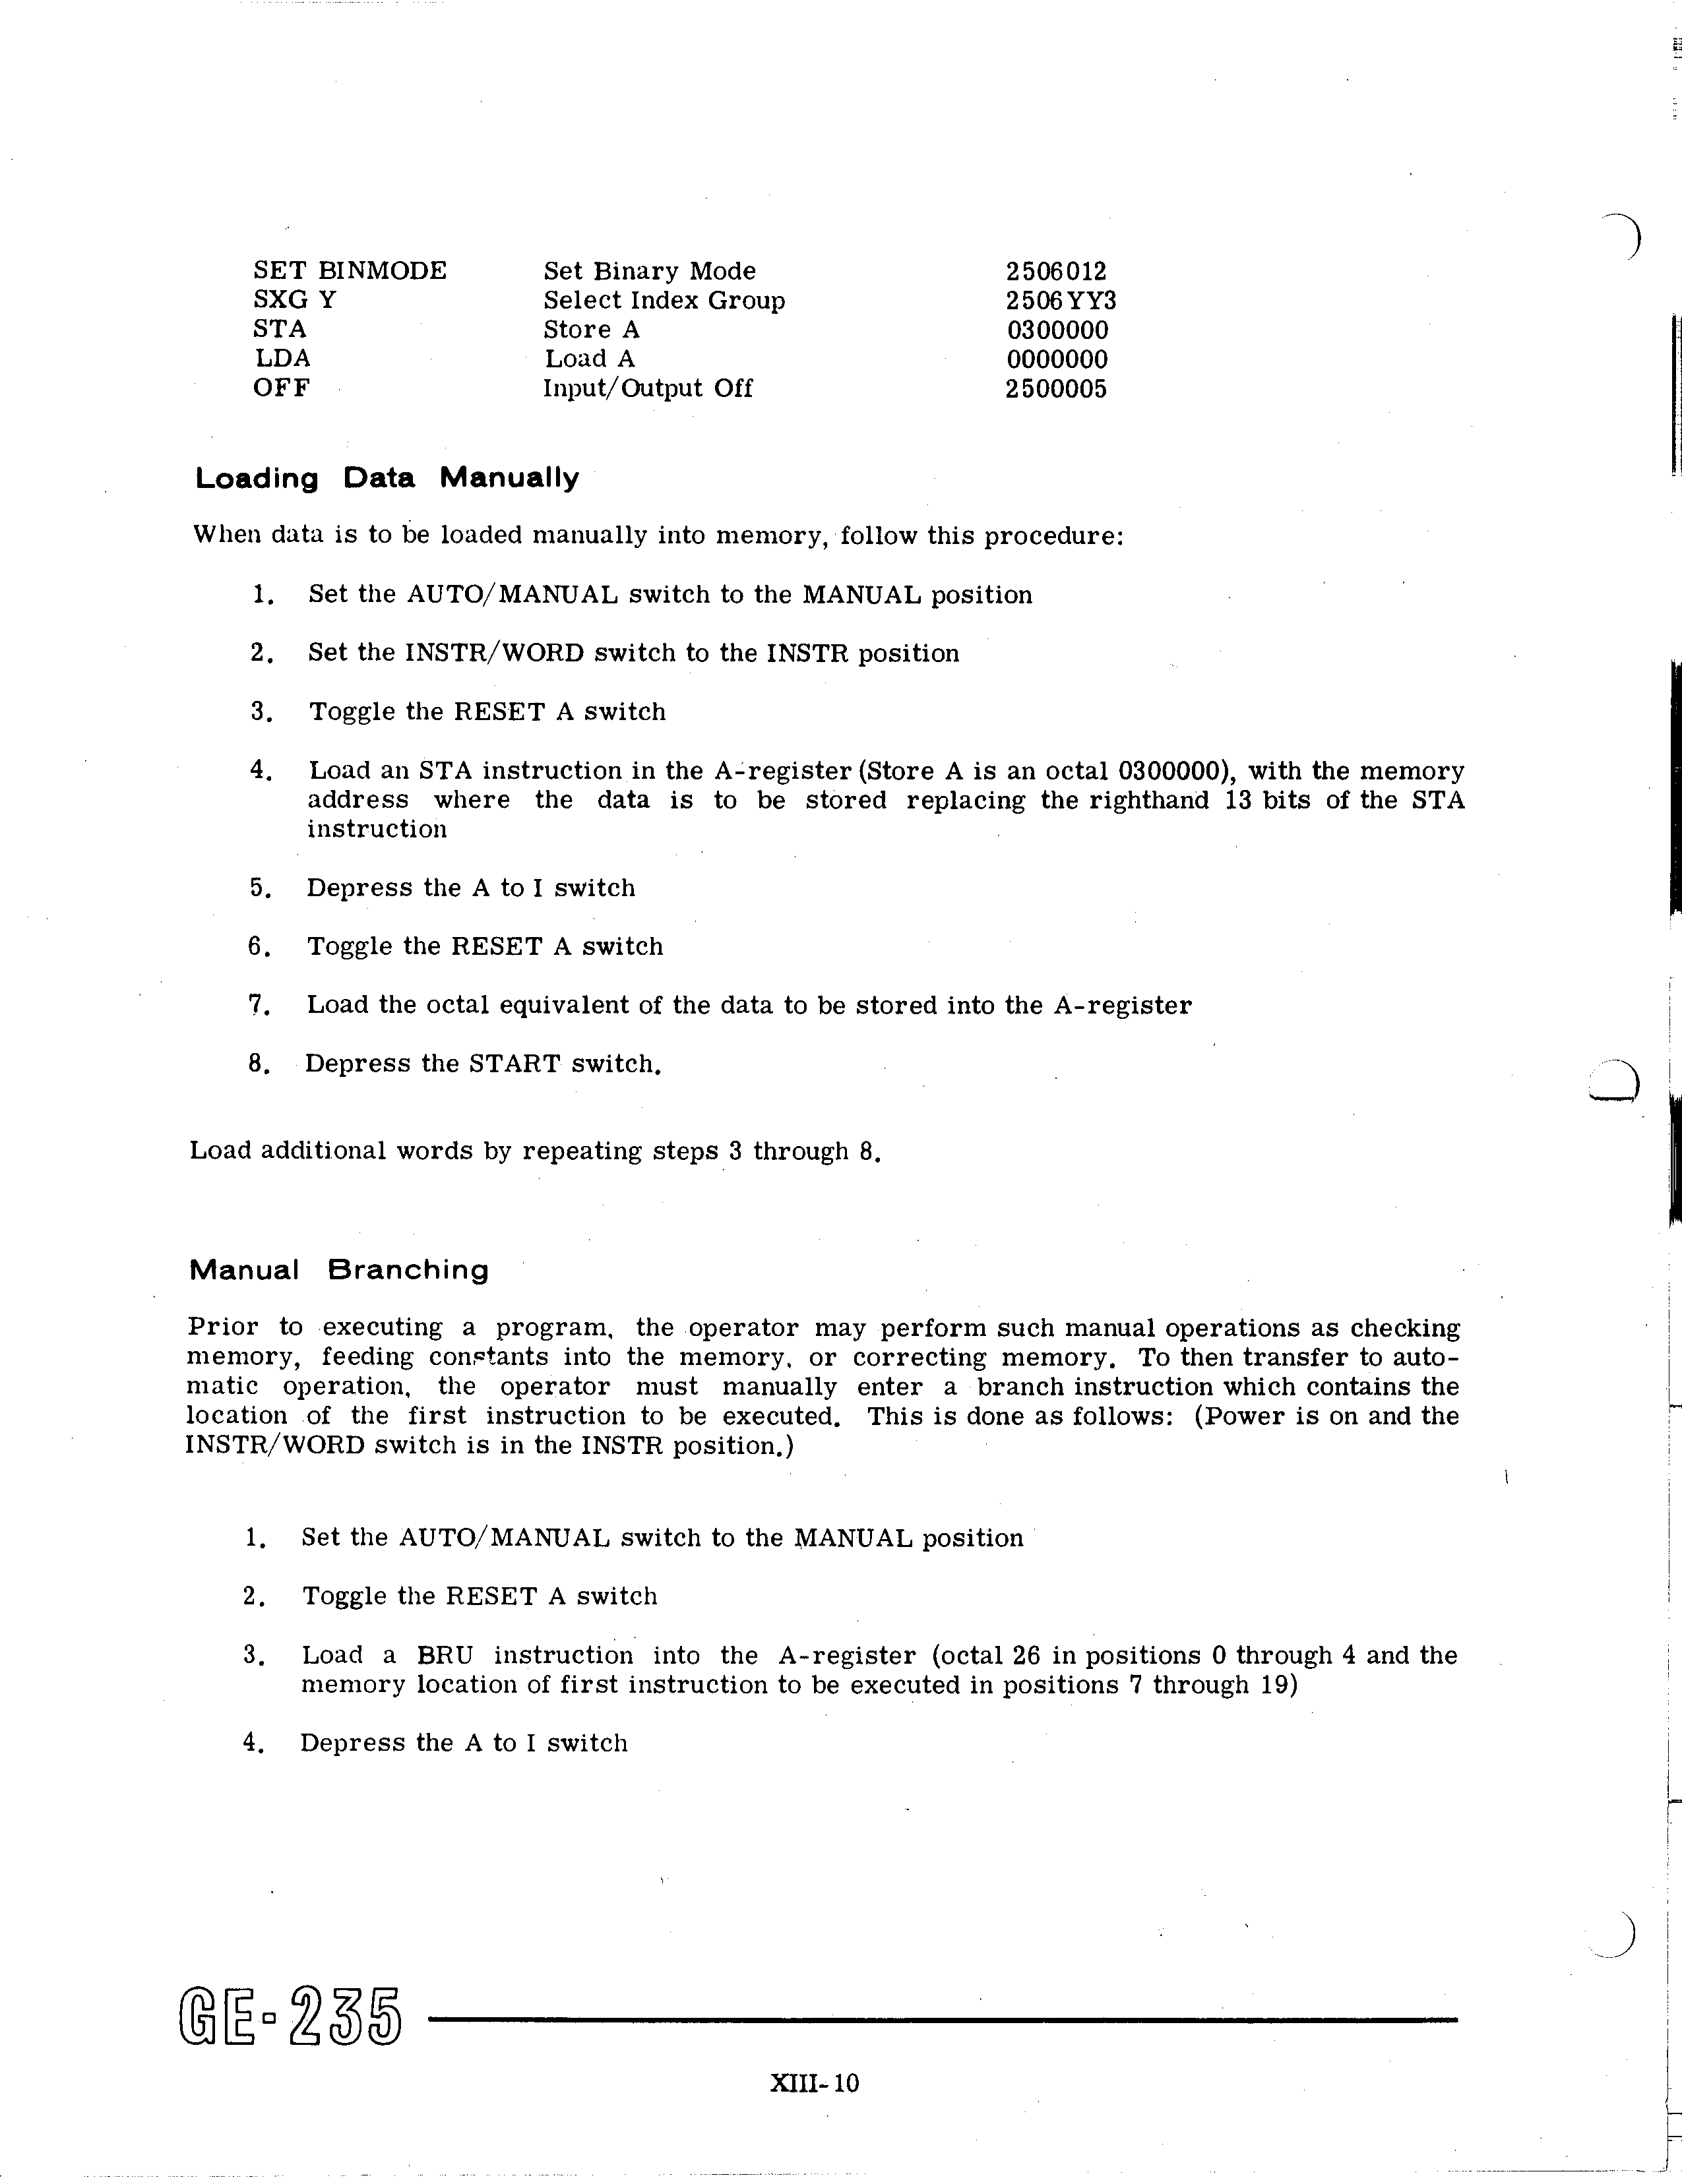 SET BINMODE Set Binary Mode 2506012
SXG Y Select Index Group 2506YY3
STA Store A 0300000
LDA Load A 0000000
OFF Input/Output Off 2500005
Loading Data Manually
When data is to be loaded manually into memory, follow this procedure:
1. Set the AUTO/MANUAL switch to the MANUAL position
2. Set the INSTR/WORD switch to the INSTR position
3. Toggle the RESET A switch
4. Load an STA instruction in the A-register (Store A is an octal 0300000), with the memory
address where the data is to be stored replacing the righthand 13 bits of the STA
instruction
5. Depress the A to I switch
6. Toggle the RESET A switch
7. Load the octal equivalent of the data to be stored into the A-register
8. Depress the START switch.
Load additional words by repeating steps 3 through 8.
Manual Branching
Prior to executing a program, the operator may perform such manual operations as checking
memory, feeding constants into the memory, or correcting memory. To then transfer to auto-
matic operation, the operator must manually enter a branch instruction which contains the
location of the first instruction to be executed. This is done as follows: (Power is on and the
INSTR/WORD switch is in the INSTR position.)
1. Set the AUTO/MANUAL switch to the MANUAL position
2. Toggle the RESET A switch
3. Load a BRU instruction into the A-register (octal 26 in positions 0 through 4 and the
memory location of first instruction to be executed in positions 7 through 19)
4. Depress the A to I switch
GE-235
XIII-10